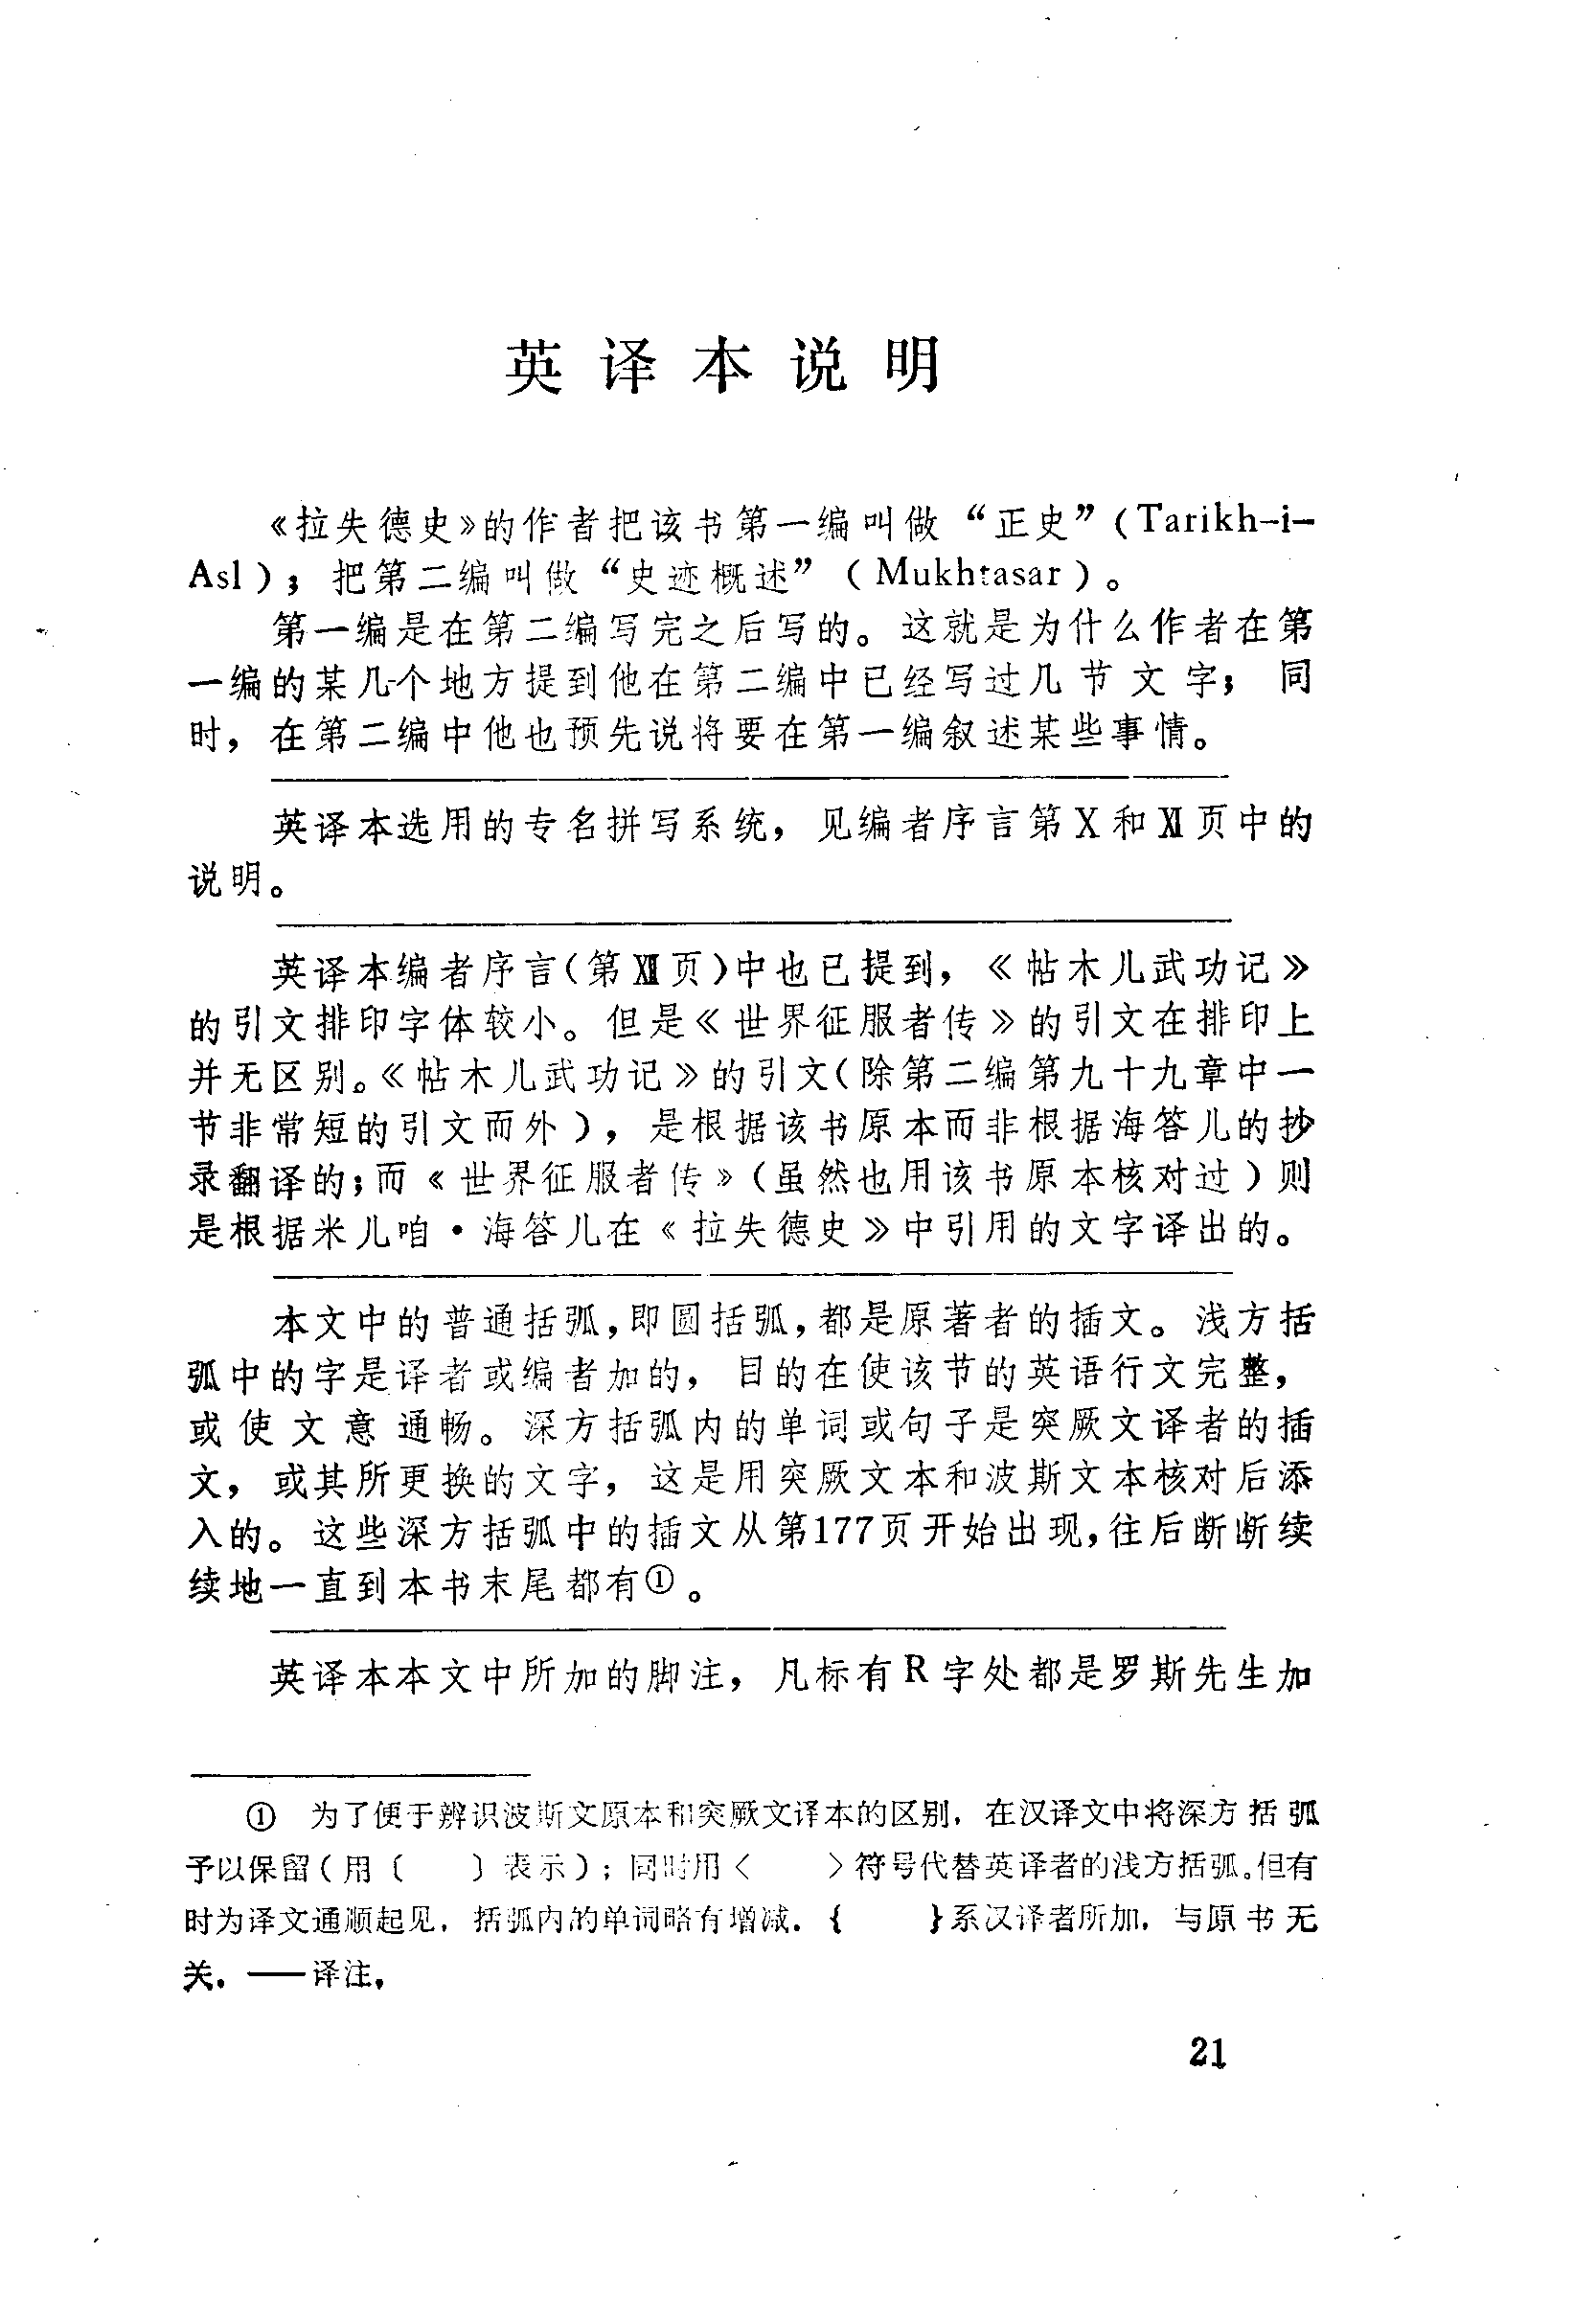 英译本说明
《拉失德史》的作者把该书第一编叫做“正史”(Tarikh-i-
Asl);把第二编叫做“史迹概述”(Mukhtasar)。
第一编是在第二编写完之后写的。这就是为什么作者在第
一编的某几个地方提到他在第二编中已经写过几节文字;同
时,在第二编中他也预先说将要在第一编叙述某些事情。
英译本选用的专名拼写系统,见编者序言第Ⅹ和Ⅺ页中的
说明。
英译本编者序言(第Ⅻ页)中也已提到,《帖木儿武功记》
的引文排印字体较小。但是《世界征服者传》的引文在排印上
并无区别。《帖木儿武功记》的引文(除第二编第九十九章中一
节非常短的引文而外),是根据该书原本而非根据海答儿的抄
录翻译的;而《世界征服者传》(虽然也用该书原本核对过)则
是根据米儿咱·海答儿在《拉失德史》中引用的文字译出的。
本文中的普通括弧,即圆括弧,都是原著者的插文。浅方括
弧中的字是译者或编者加的,目的在使该节的英语行文完整,
或使文意通畅。深方括弧内的单词或句子是突厥文译者的插
文,或其所更换的文字,这是用突厥文本和波斯文本核对后添
入的。这些深方括弧中的插文从第177页开始出现,往后断断续
续地一直到本书末尾都有①。
英译本本文中所加的脚注,凡标有R字处都是罗斯先生加
① 为了便于辨识波斯文原本和突厥文译本的区别,在汉译文中将深方括弧
予以保留(用〔 〕表示);同时用〈 〉符号代替英译者的浅方括弧。但有
时为译文通顺起见,括弧内的单词略有增减。{ }系汉译者所加,与原书无
关。——译注。
21